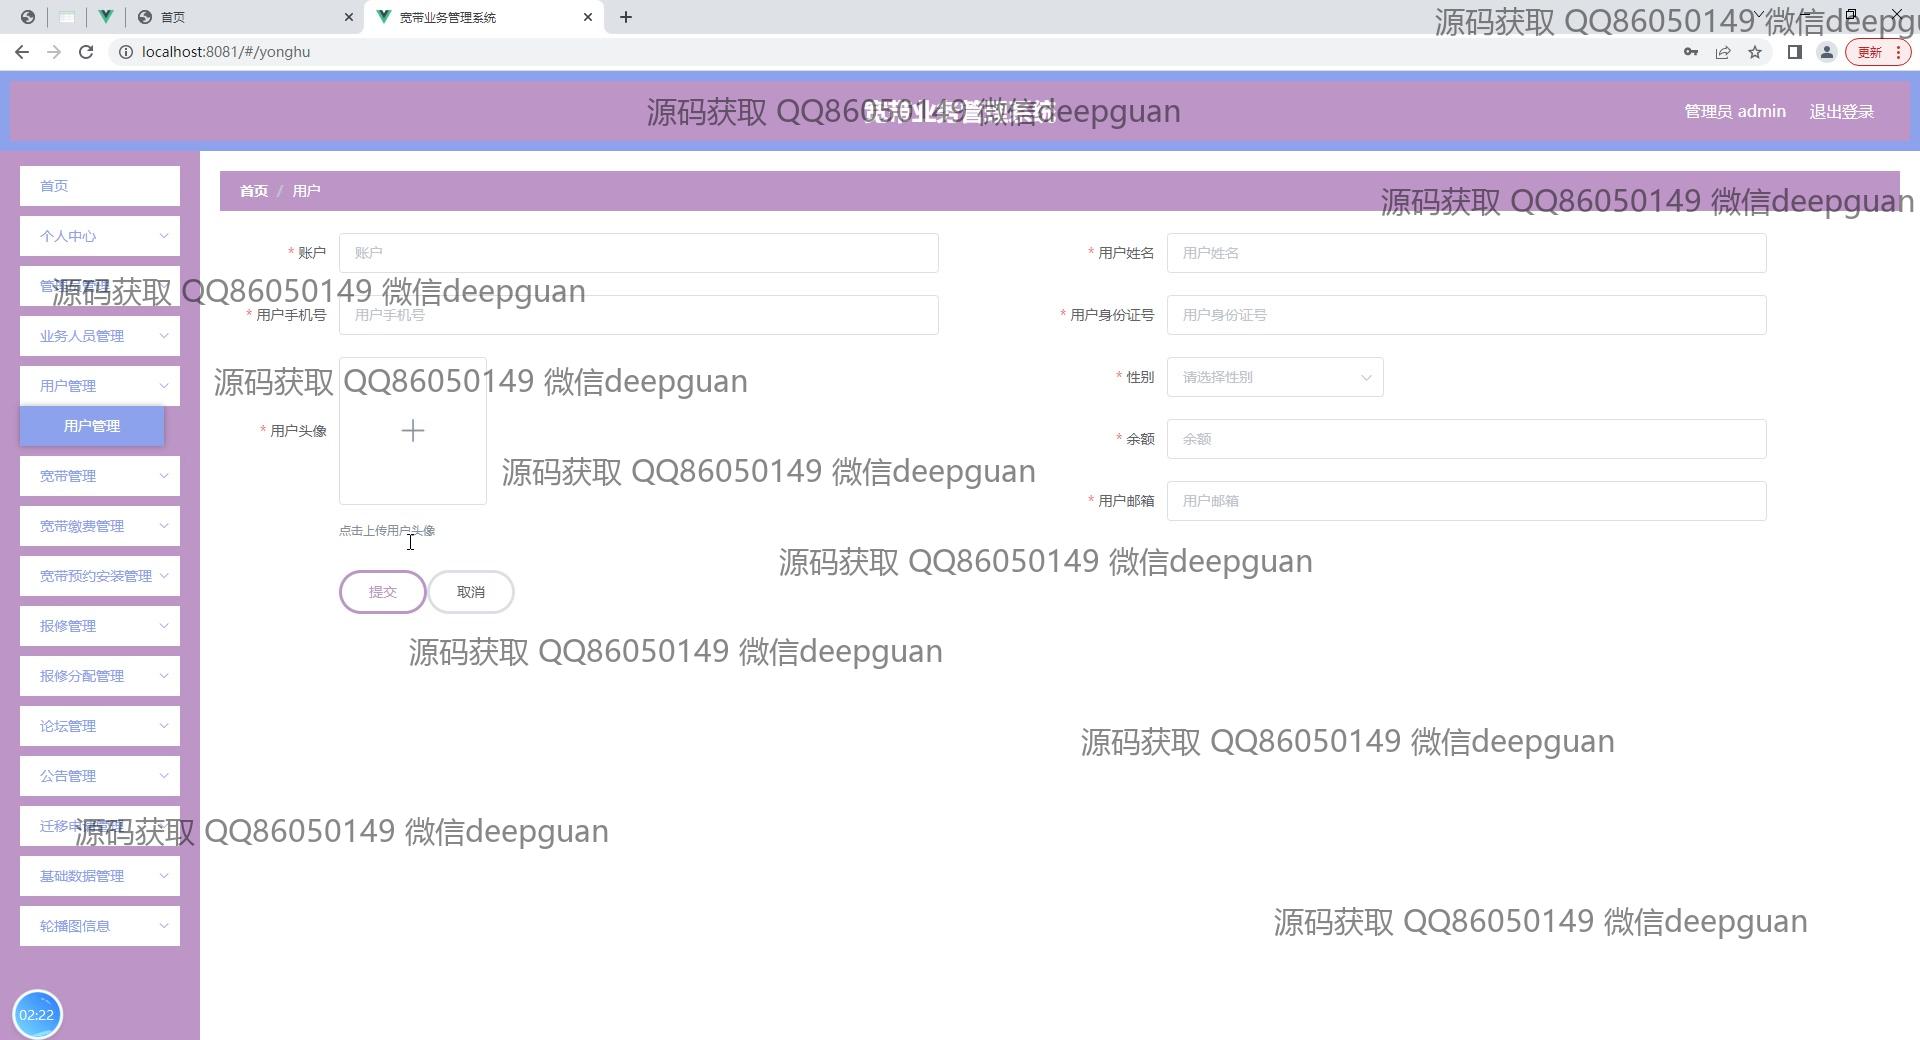 首页
宽带业务管理系统
源码获取 QQ86050149 微信deepgu
localhost:8081/#/yonghu
更新
源码获取 QQ86050149 微信deepguan
宽带业务管理系统
管理员 admin
退出登录
首页
首页 / 用户
源码获取 QQ86050149 微信deepguan
个人中心
* 账户
账户
* 用户姓名
用户姓名
源码获取 QQ86050149 微信deepguan
* 用户手机号
用户手机号
* 用户身份证号
用户身份证号
业务人员管理
用户管理
源码获取 QQ86050149 微信deepguan
* 性别
请选择性别
用户管理
* 用户头像
* 余额
余额
宽带管理
源码获取 QQ86050149 微信deepguan
* 用户邮箱
用户邮箱
宽带缴费管理
点击上传用户头像
源码获取 QQ86050149 微信deepguan
宽带预约安装管理
提交
取消
报修管理
源码获取 QQ86050149 微信deepguan
报修分配管理
论坛管理
源码获取 QQ86050149 微信deepguan
公告管理
源码获取 QQ86050149 微信deepguan
基础数据管理
轮播图信息
源码获取 QQ86050149 微信deepguan
02:22